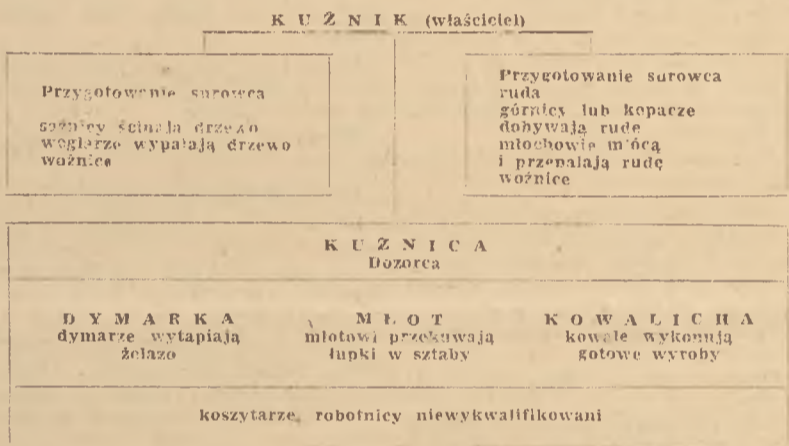 KUŹNIK (właściciel)
Przygotowanie surowca
sążnicy ścinają drzewo
węglarze wypalają drzewo
woźnice
Przygotowanie surowca
ruda
górnicy lub kopacze
dobywają rudę
młochowie młócą
i przepalają rudę
woźnice
KUŹNICA
Dozorca
DYMARKA
dymarze wytapiają
żelazo
MŁOT
młotowi przekuwają
łupki w sztaby
KOWALICHA
kowale wykonują
gotowe wyroby
koszytarze, robotnicy niewykwalifikowani